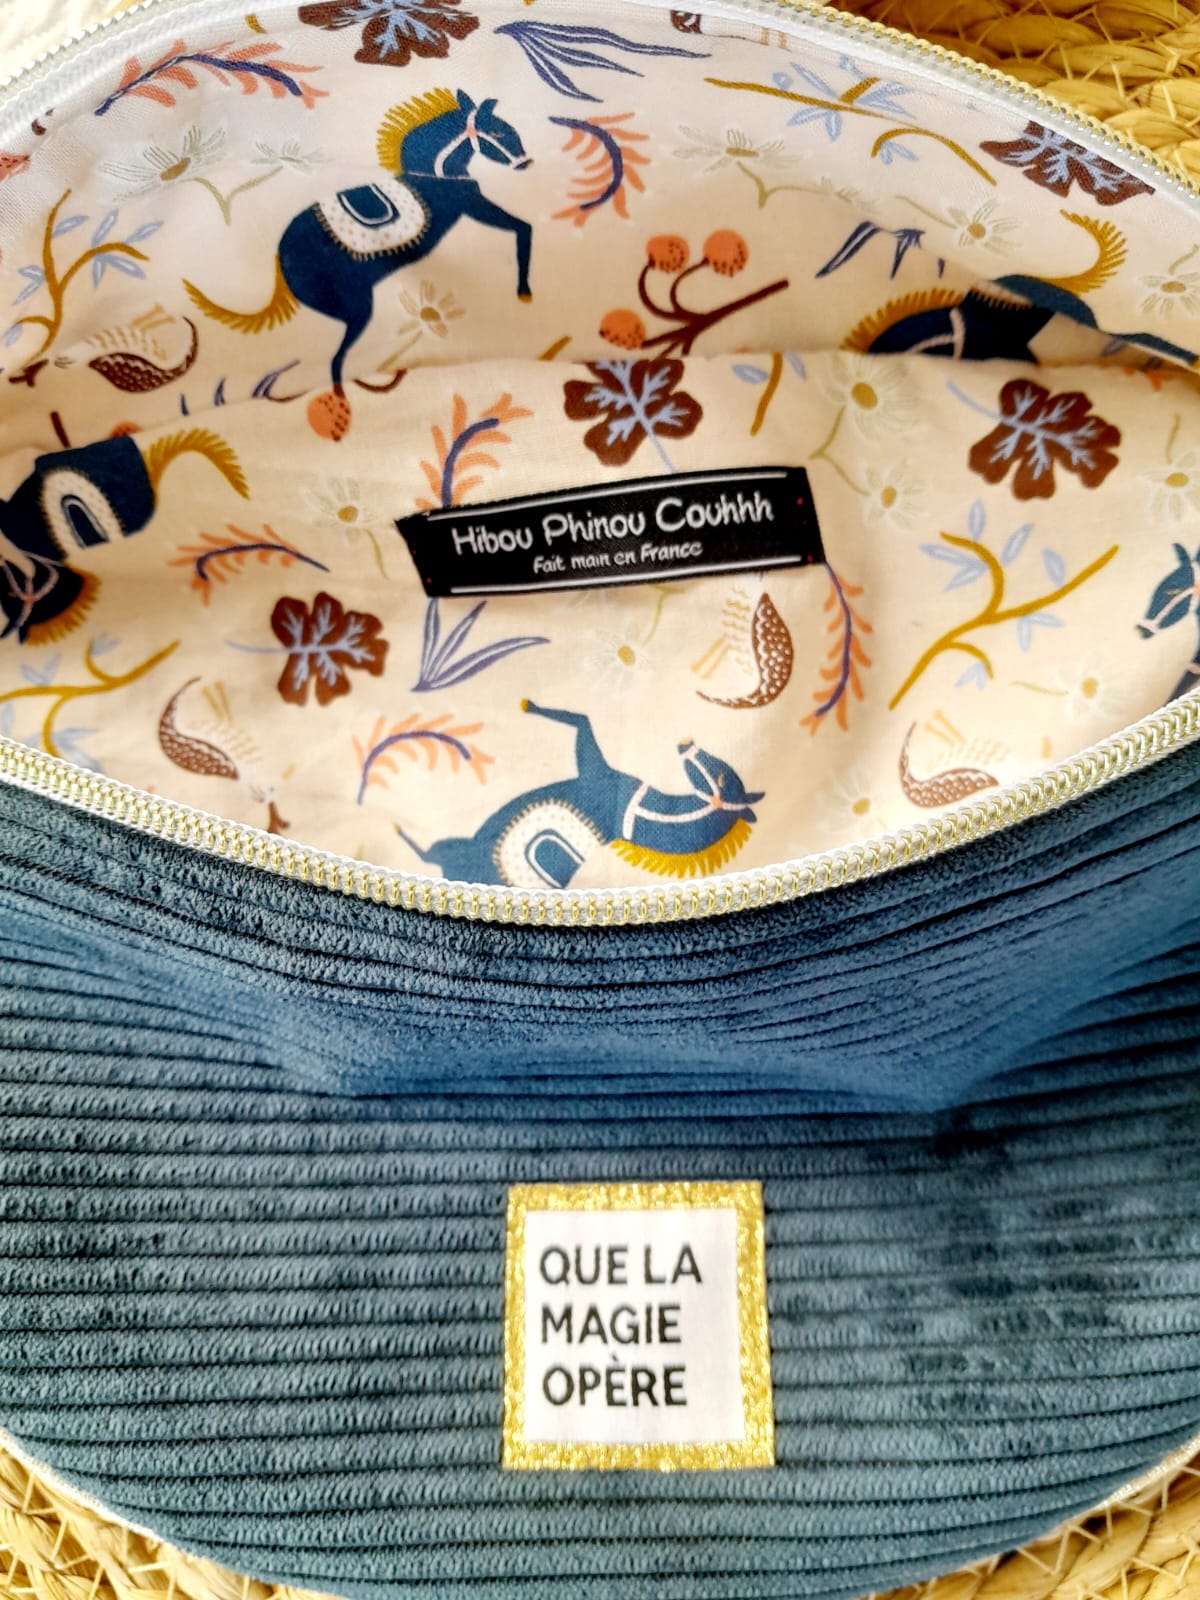 Hibou Phinou Couhhh
Fait main en France
QUE LA
MAGIE
OPÈRE